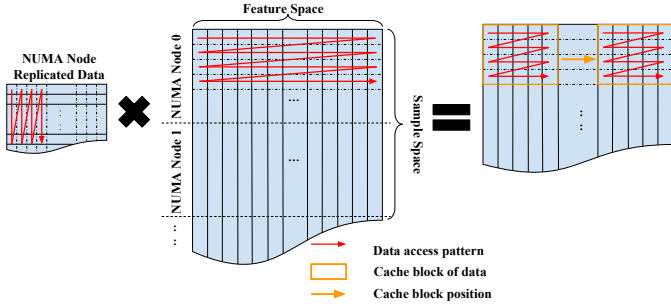 Feature Space
NUMA Node
Replicated Data
NUMA Node 0
NUMA Node 1
...
...
...
Sample Space
Data access pattern
Cache block of data
Cache block position